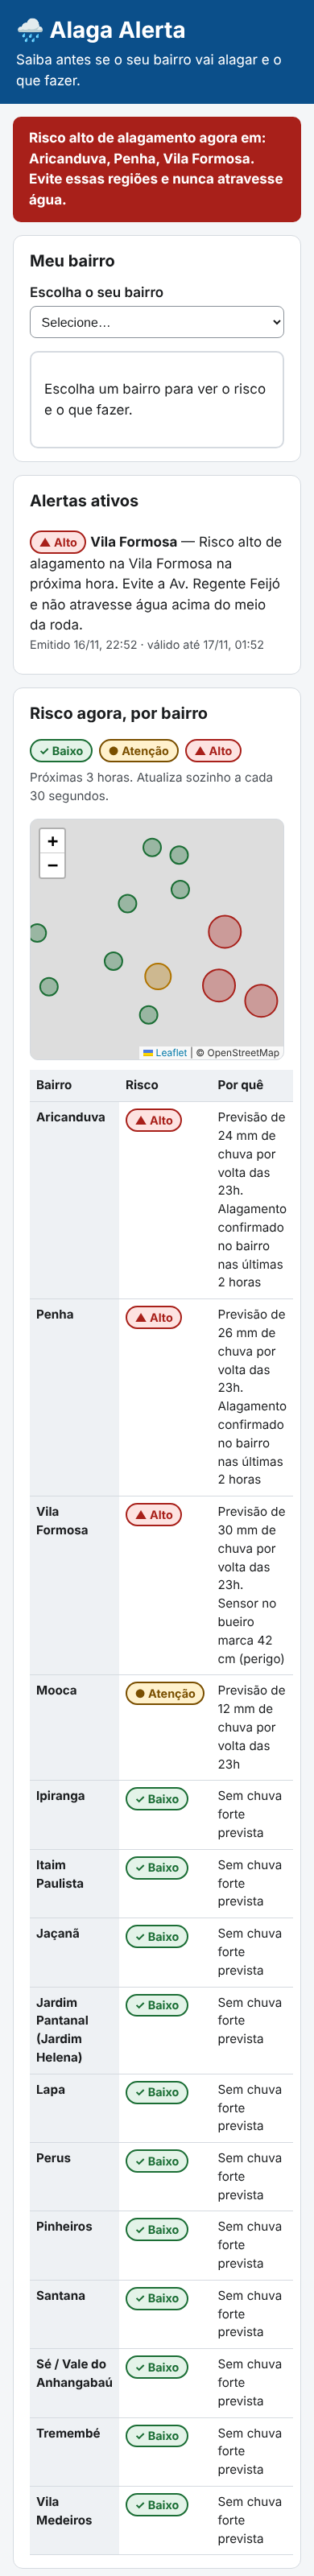 🌧️ Alaga Alerta
Saiba antes se o seu bairro vai alagar e o
que fazer.
Risco alto de alagamento agora em:
Aricanduva, Penha, Vila Formosa.
Evite essas regiões e nunca atravesse
água.
Meu bairro
Escolha o seu bairro
Selecione...
Escolha um bairro para ver o risco
e o que fazer.
Alertas ativos
▲ Alto Vila Formosa — Risco alto de
alagamento na Vila Formosa na
próxima hora. Evite a Av. Regente Feijó
e não atravesse água acima do meio
da roda.
Emitido 16/11, 22:52 · válido até 17/11, 01:52
Risco agora, por bairro
✓ Baixo ● Atenção ▲ Alto
Próximas 3 horas. Atualiza sozinho a cada
30 segundos.
+
−
Leaflet | © OpenStreetMap
Bairro Risco Por quê
Aricanduva ▲ Alto Previsão de
24 mm de
chuva por
volta das
23h.
Alagamento
confirmado
no bairro
nas últimas
2 horas
Penha ▲ Alto Previsão de
26 mm de
chuva por
volta das
23h.
Alagamento
confirmado
no bairro
nas últimas
2 horas
Vila ▲ Alto Previsão de
Formosa 30 mm de
chuva por
volta das
23h.
Sensor no
bueiro
marca 42
cm (perigo)
Mooca ● Atenção Previsão de
12 mm de
chuva por
volta das
23h
Ipiranga ✓ Baixo Sem chuva
forte
prevista
Itaim ✓ Baixo Sem chuva
Paulista forte
prevista
Jaçanã ✓ Baixo Sem chuva
forte
prevista
Jardim ✓ Baixo Sem chuva
Pantanal forte
(Jardim prevista
Helena)
Lapa ✓ Baixo Sem chuva
forte
prevista
Perus ✓ Baixo Sem chuva
forte
prevista
Pinheiros ✓ Baixo Sem chuva
forte
prevista
Santana ✓ Baixo Sem chuva
forte
prevista
Sé / Vale do ✓ Baixo Sem chuva
Anhangabaú forte
prevista
Tremembé ✓ Baixo Sem chuva
forte
prevista
Vila ✓ Baixo Sem chuva
Medeiros forte
prevista